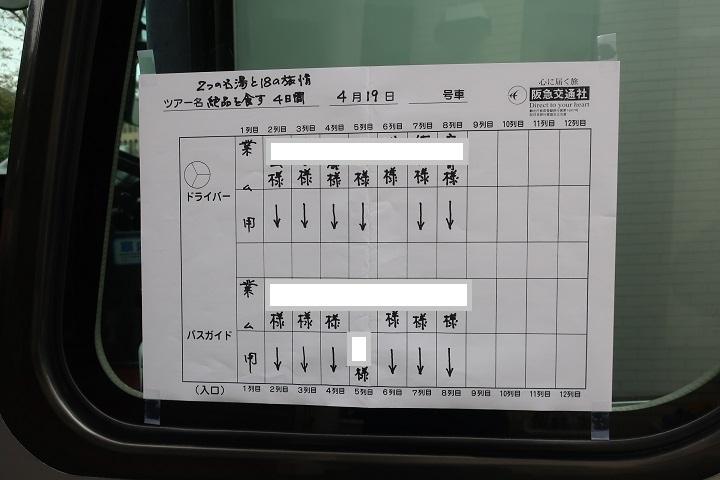 2つの名湯と18の旅情
ツアー名 絶品を食す 4日間 4月19日 号車
心に届く旅
阪急交通社
Direct to your heart
1列目 2列目 3列目 4列目 5列目 6列目 7列目 8列目 9列目 10列目 11列目 12列目
業
様 様 様 様 様 様 様
ム
ドライバー
用 ↓ ↓ ↓ ↓ ↓ ↓
業
様 様 様 様 様 様
ム
バスガイド
用 ↓ ↓ ↓ 様 ↓ ↓ ↓
(入口) 1列目 2列目 3列目 4列目 5列目 6列目 7列目 8列目 9列目 10列目 11列目 12列目